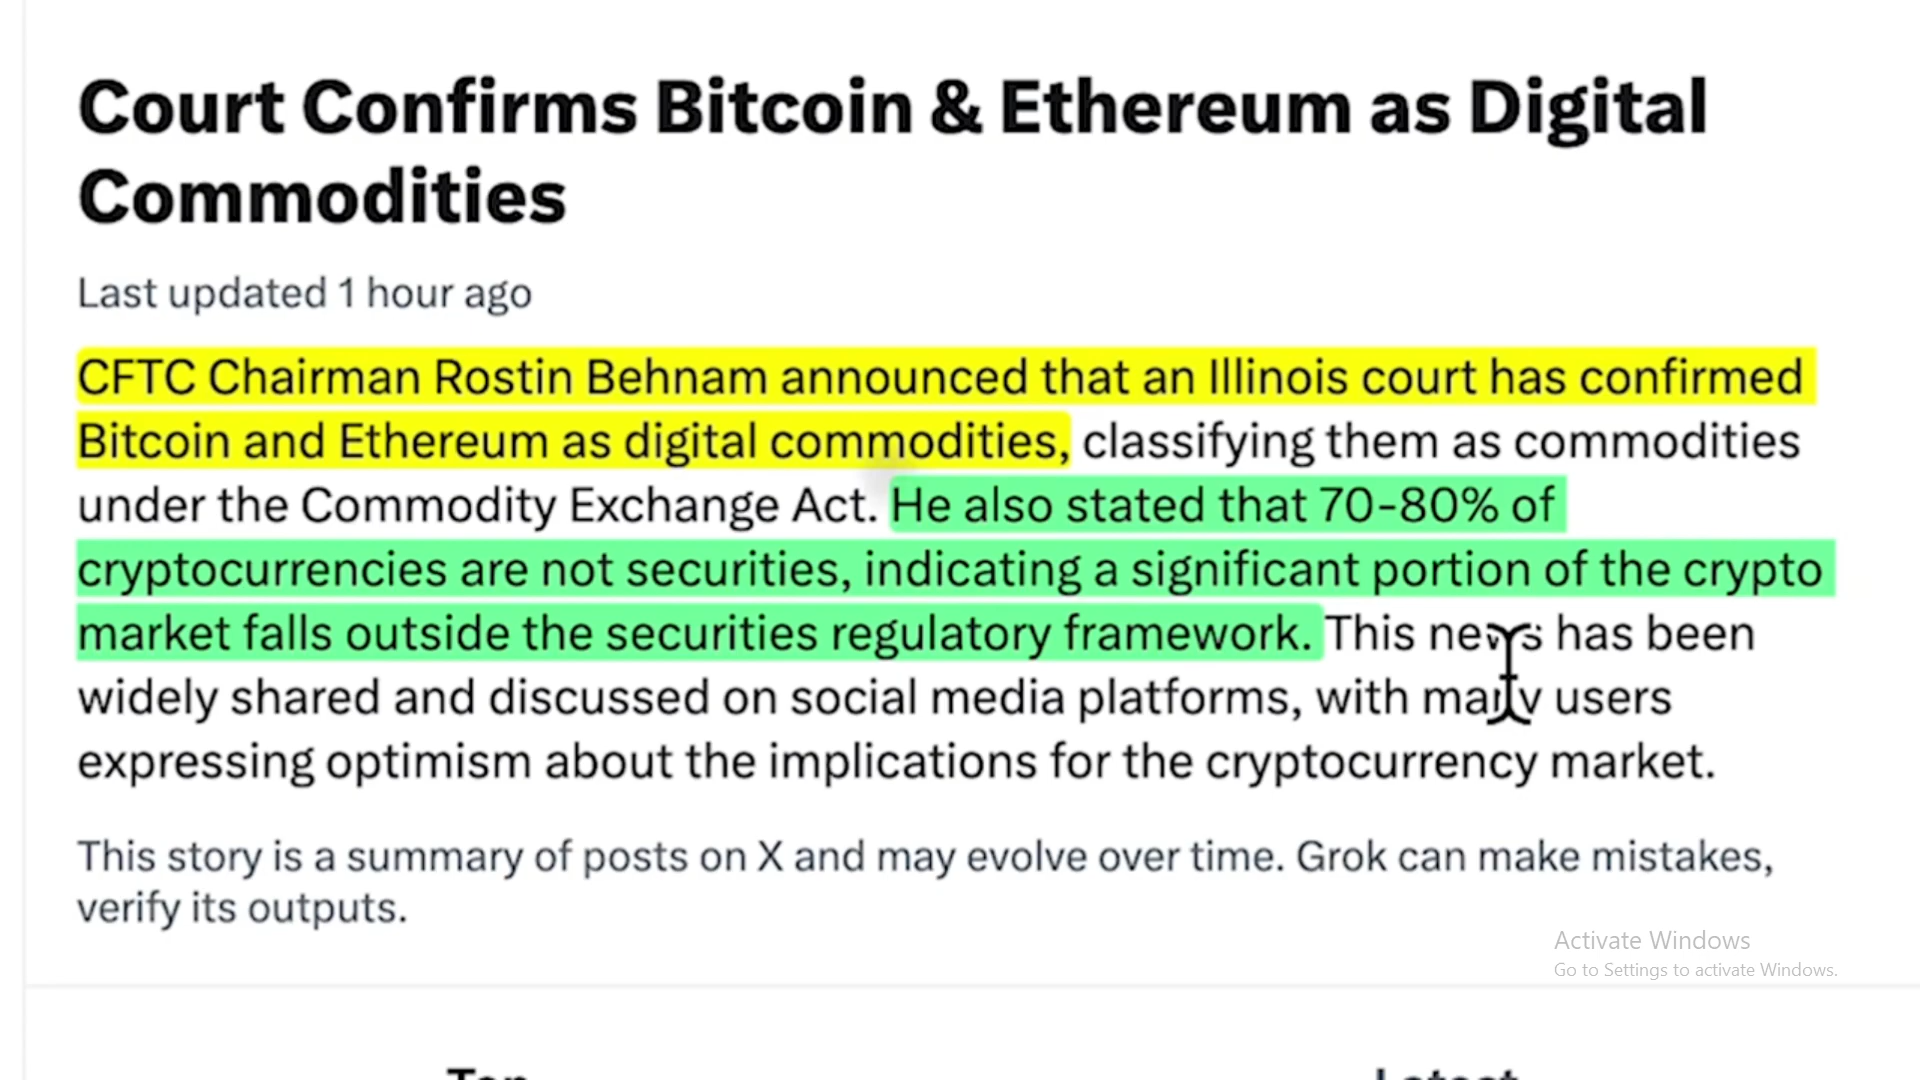 Court Confirms Bitcoin & Ethereum as Digital
Commodities
Last updated 1 hour ago
CFTC Chairman Rostin Behnam announced that an Illinois court has confirmed
Bitcoin and Ethereum as digital commodities, classifying them as commodities
under the Commodity Exchange Act. He also stated that 70-80% of
cryptocurrencies are not securities, indicating a significant portion of the crypto
market falls outside the securities regulatory framework. This news has been
widely shared and discussed on social media platforms, with many users
expressing optimism about the implications for the cryptocurrency market.
This story is a summary of posts on X and may evolve over time. Grok can make mistakes,
verify its outputs.
Activate Windows
Go to Settings to activate Windows.
Top Latest